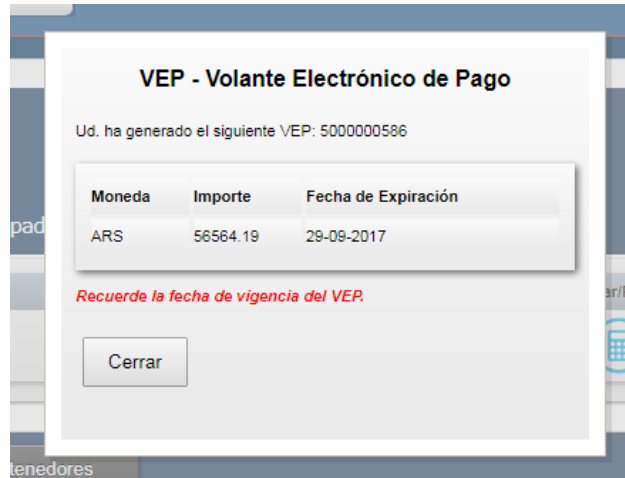 VEP - Volante Electrónico de Pago
Ud. ha generado el siguiente VEP: 5000000586
Moneda Importe Fecha de Expiración
ARS 56564.19 29-09-2017
Recuerde la fecha de vigencia del VEP.
Cerrar
tenedores